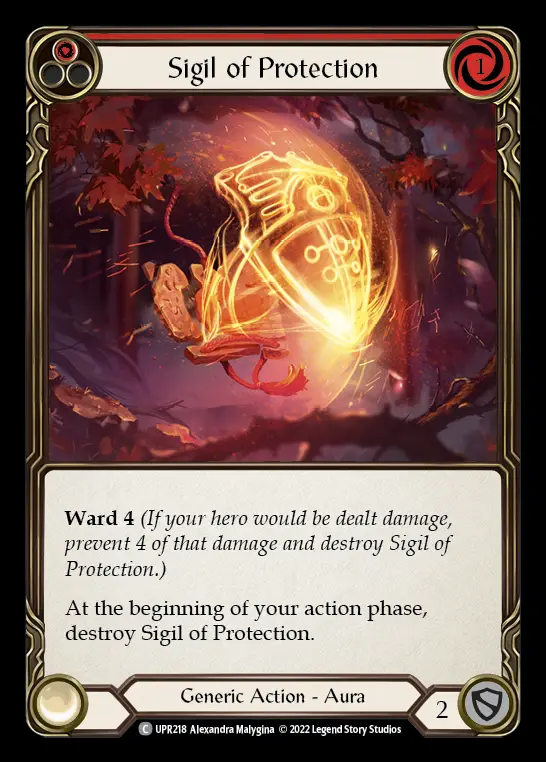 Sigil of Protection
1
Ward 4 (If your hero would be dealt damage,
prevent 4 of that damage and destroy Sigil of
Protection.)
At the beginning of your action phase,
destroy Sigil of Protection.
Generic Action - Aura
2
C UPR218 Alexandra Malygina © 2022 Legend Story Studios